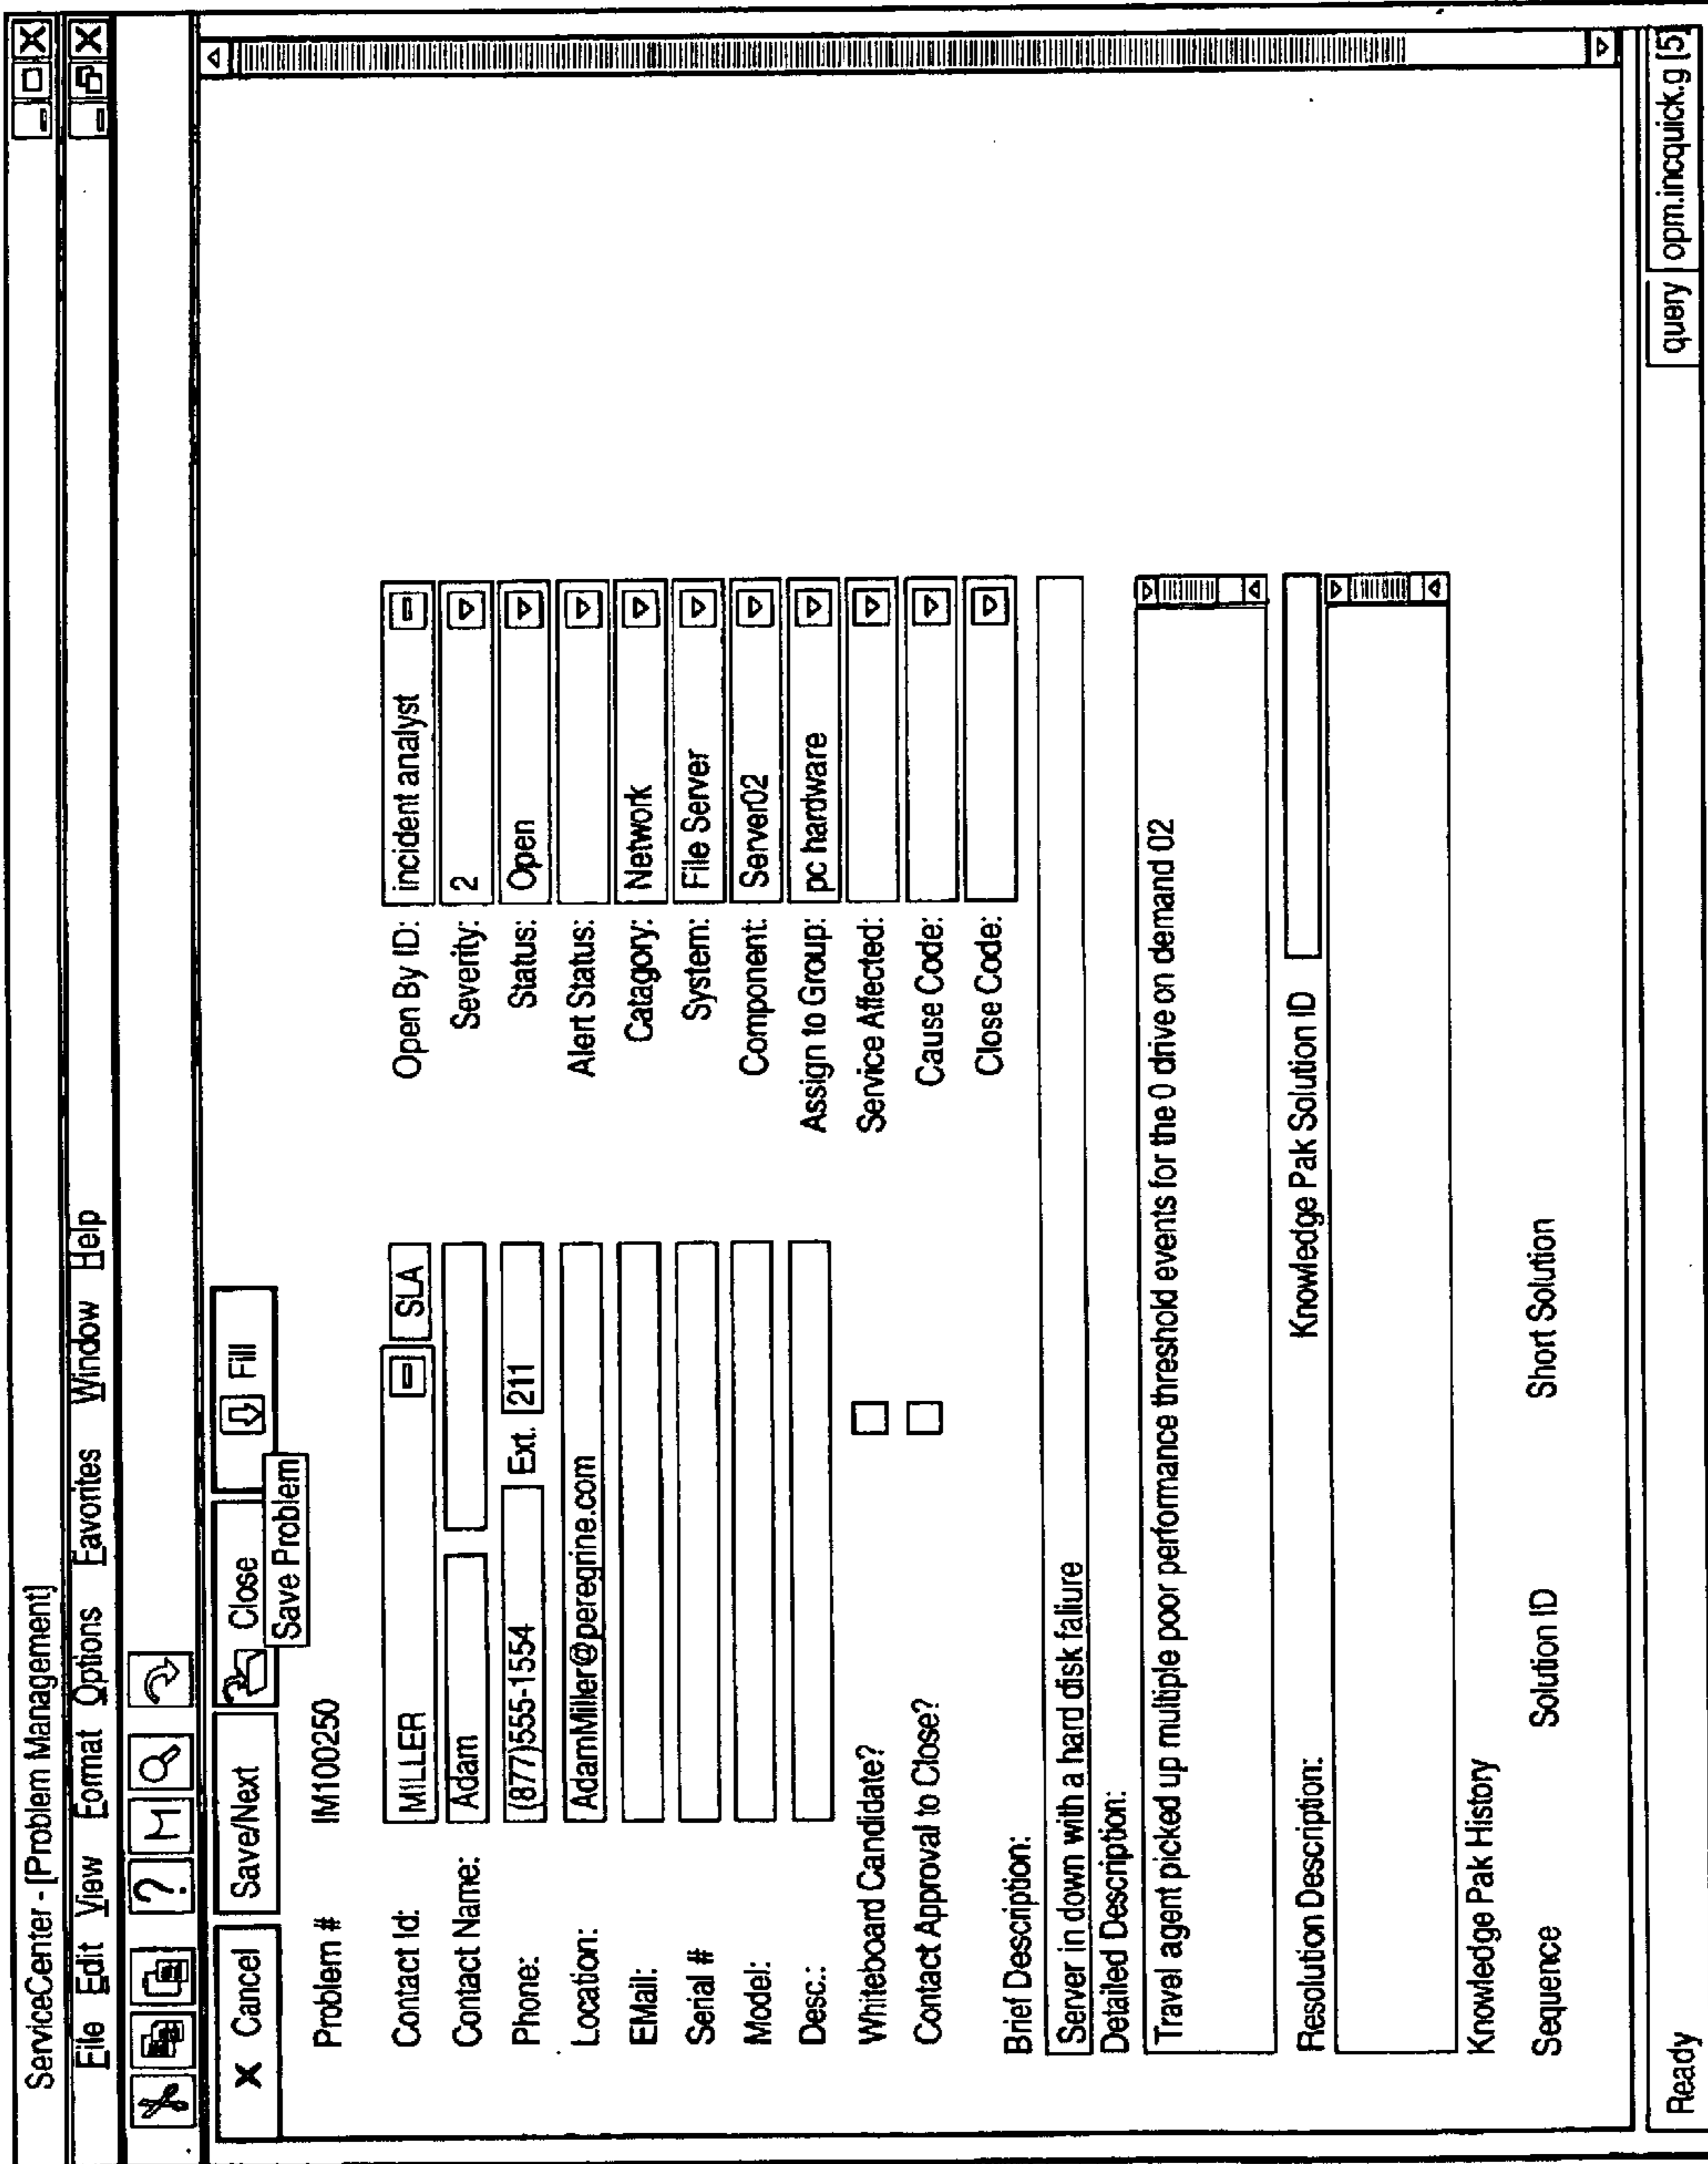 ServiceCenter - [Problem Management]
File Edit View Format Options Favorites Window Help
? M
X Cancel Save/Next Close Fill
Save Problem
Problem # IM100250
Contact Id: MILLER SLA Open By ID: incident analyst
Contact Name: Adam Severity: 2
Phone: (877)555-1554 Ext. 211 Status: Open
Location: AdamMiller@peregrine.com Alert Status:
EMail: Catagory: Network
Serial # System: File Server
Model: Component: Server02
Desc.: Assign to Group: pc hardware
Whiteboard Candidate? Service Affected:
Contact Approval to Close? Cause Code:
Close Code:
Brief Description:
Server in down with a hard disk faliure
Detailed Description:
Travel agent picked up multiple poor performance threshold events for the 0 drive on demand 02
Resolution Description: Knowledge Pak Solution ID
Knowledge Pak History
Sequence Solution ID Short Solution
Ready query opm.incquick.g [5]